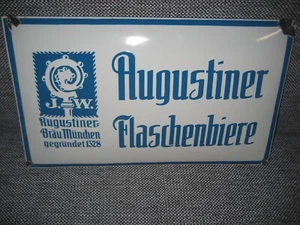 J. W.
Augustiner
Bräu München
gegründet 1328
Augustiner
Flaschenbiere